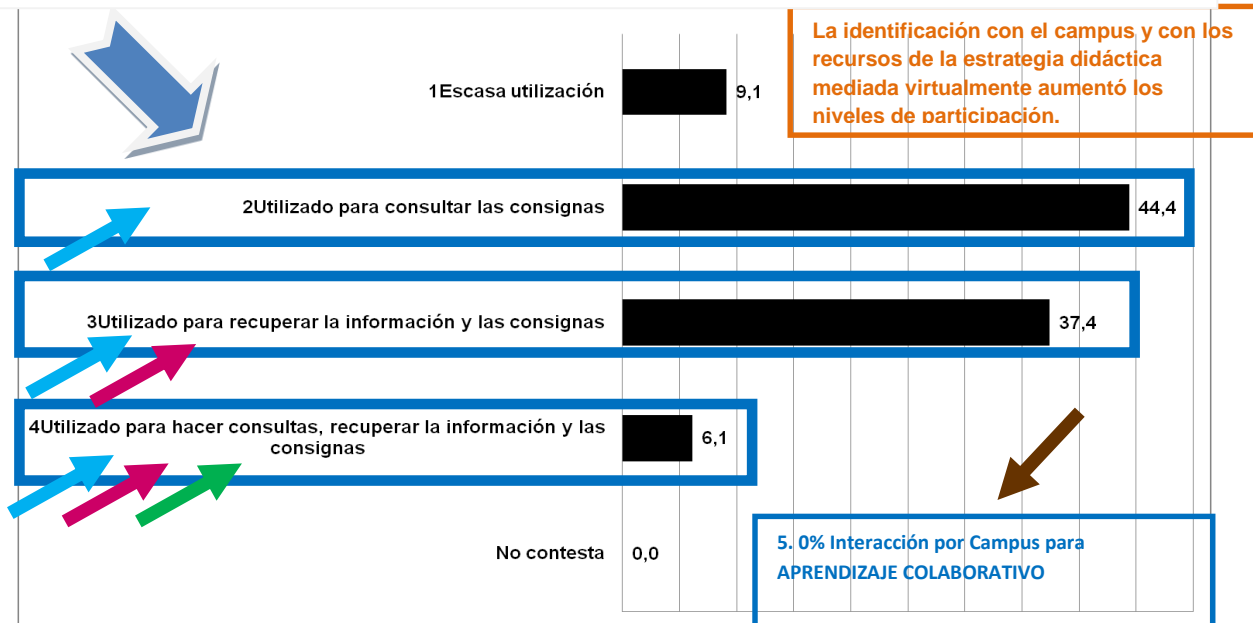 La identificación con el campus y con los
recursos de la estrategia didáctica
mediada virtualmente aumentó los
niveles de participación.
1Escasa utilización
9,1
2Utilizado para consultar las consignas
44,4
3Utilizado para recuperar la información y las consignas
37,4
4Utilizado para hacer consultas, recuperar la información y las
consignas
6,1
No contesta
0,0
5. 0% Interacción por Campus para
APRENDIZAJE COLABORATIVO